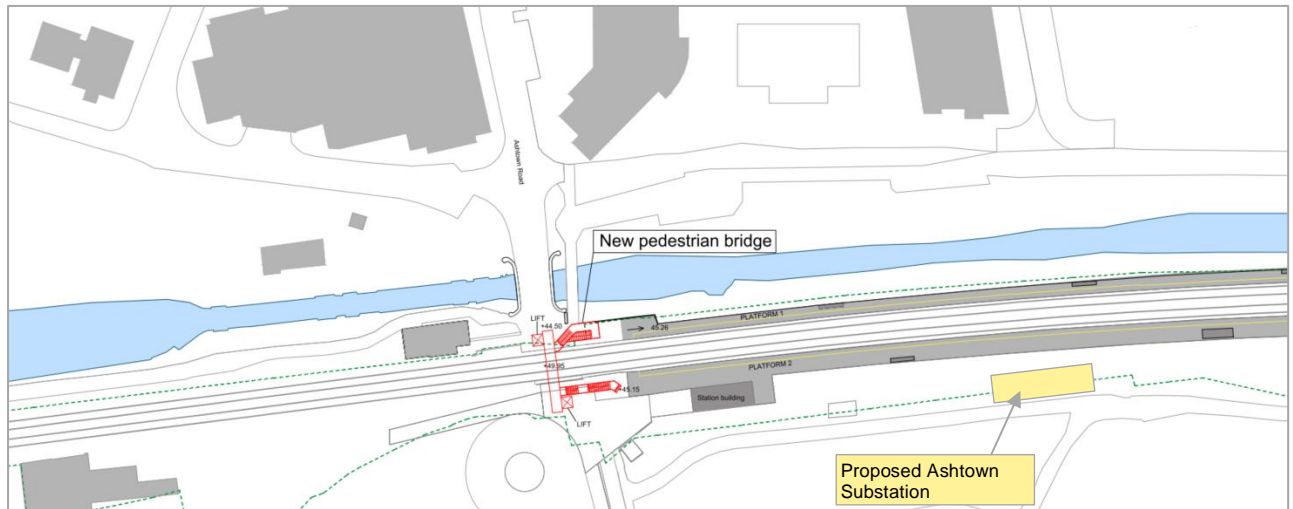 Ashtown Road
New pedestrian bridge
LIFT
+44.50
45.26
PLATFORM 1
+49.95
PLATFORM 2
45.15
Station building
LIFT
Proposed Ashtown
Substation